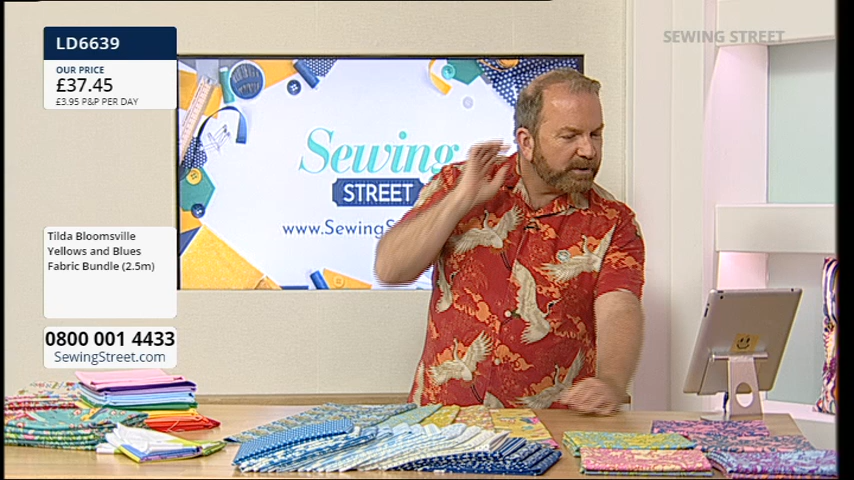 LD6639
OUR PRICE
£37.45
£3.95 P&P PER DAY
SEWING STREET
Sewing
STREET
www.SewingS
Tilda Bloomsville
Yellows and Blues
Fabric Bundle (2.5m)
0800 001 4433
SewingStreet.com